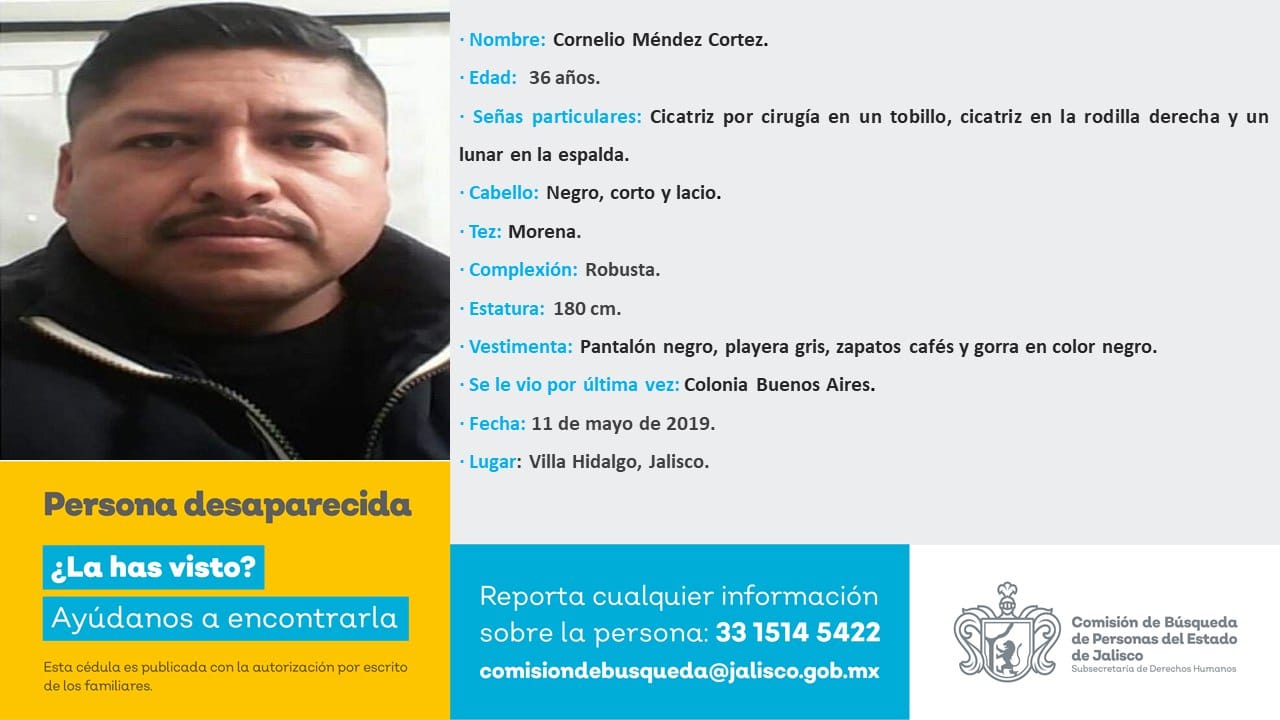 · Nombre: Cornelio Méndez Cortez.
· Edad: 36 años.
· Señas particulares: Cicatriz por cirugía en un tobillo, cicatriz en la rodilla derecha y un
lunar en la espalda.
· Cabello: Negro, corto y lacio.
· Tez: Morena.
· Complexión: Robusta.
· Estatura: 180 cm.
· Vestimenta: Pantalón negro, playera gris, zapatos cafés y gorra en color negro.
· Se le vio por última vez: Colonia Buenos Aires.
· Fecha: 11 de mayo de 2019.
· Lugar: Villa Hidalgo, Jalisco.
Persona desaparecida
¿La has visto?
Ayúdanos a encontrarla
Esta cédula es publicada con la autorización por escrito
de los familiares.
Reporta cualquier información
sobre la persona: 33 1514 5422
comisiondebusqueda@jalisco.gob.mx
Comisión de Búsqueda
de Personas del Estado
de Jalisco
Subsecretaría de Derechos Humanos